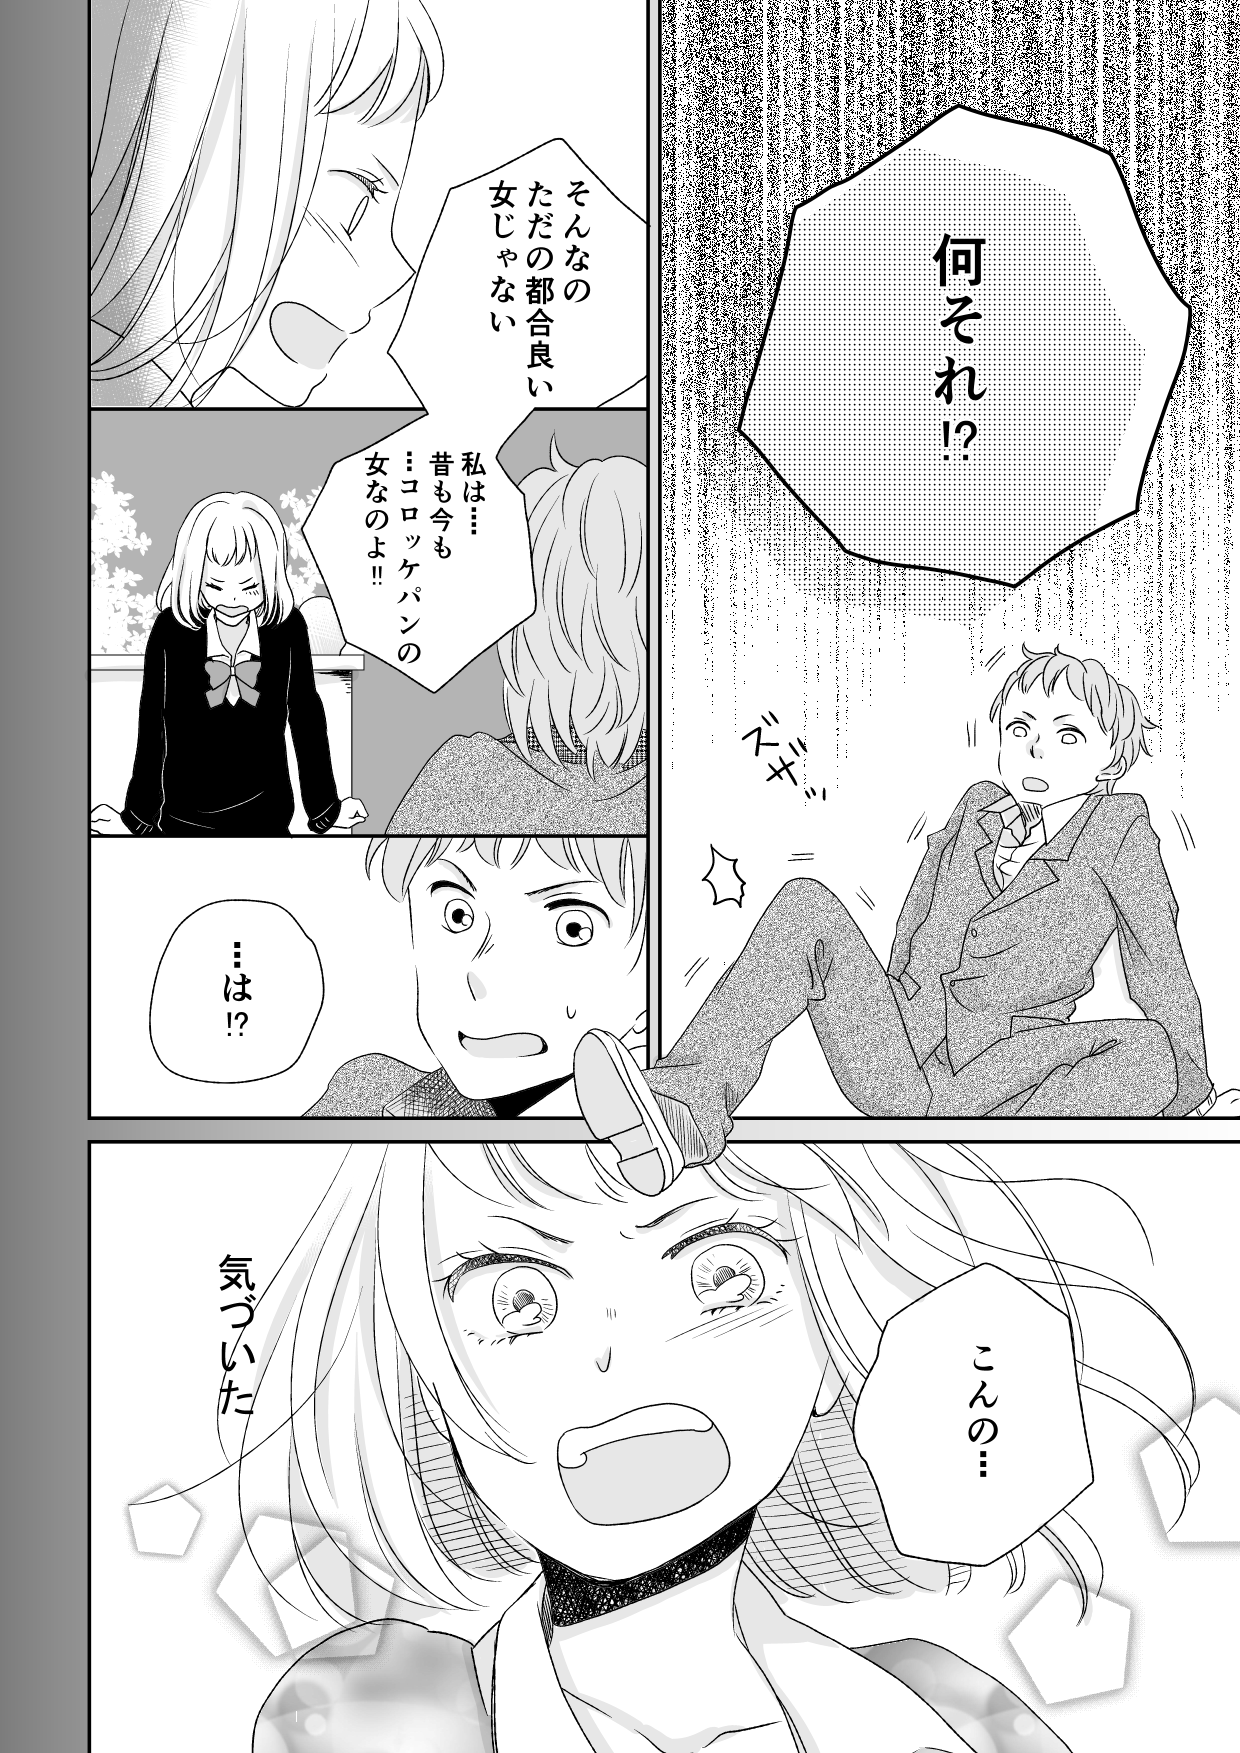 何それ!?
ズザッ
そんなの
ただの都合良い
女じゃない
私は…
昔も今も
…コロッケパンの
女なのよ!!
…は!?
こんの…
気づいた